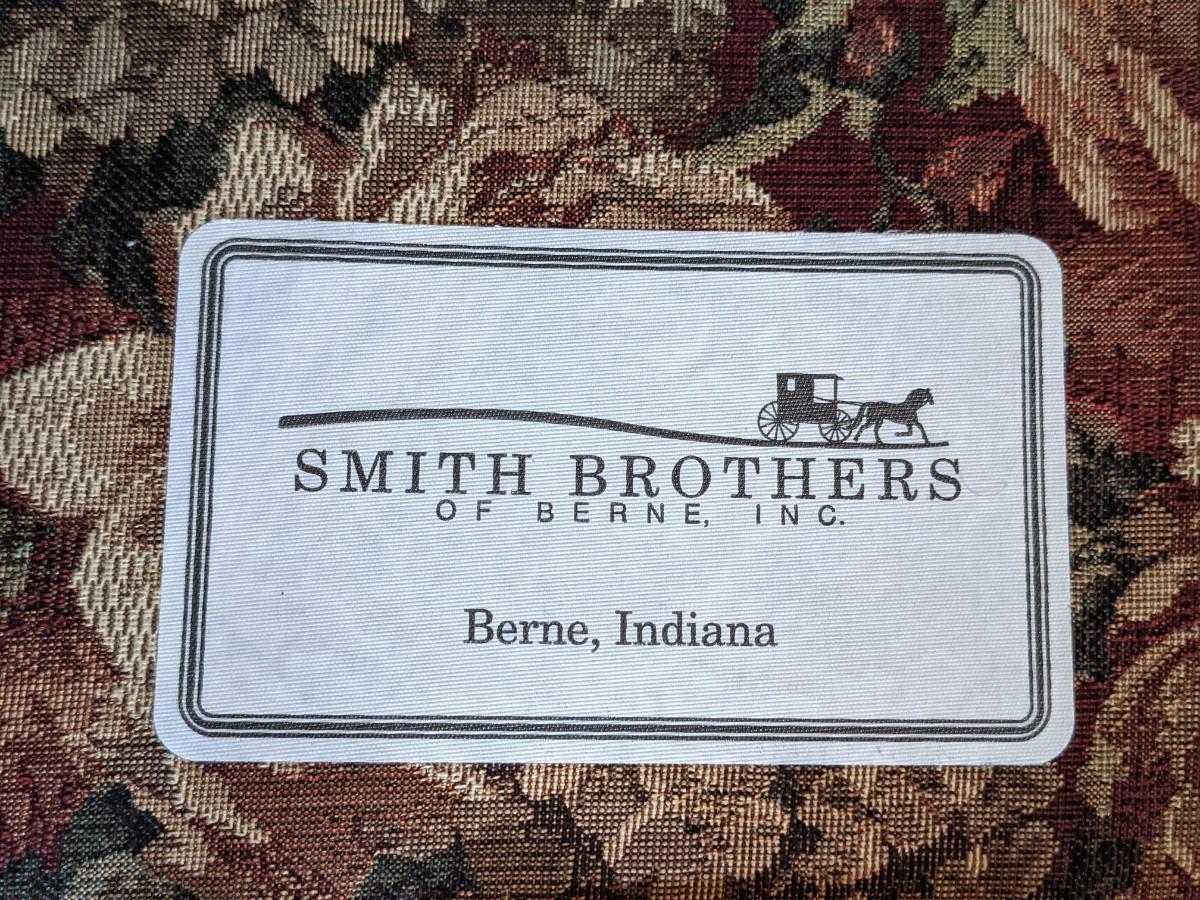 SMITH BROTHERS
OF BERNE, INC.
Berne, Indiana